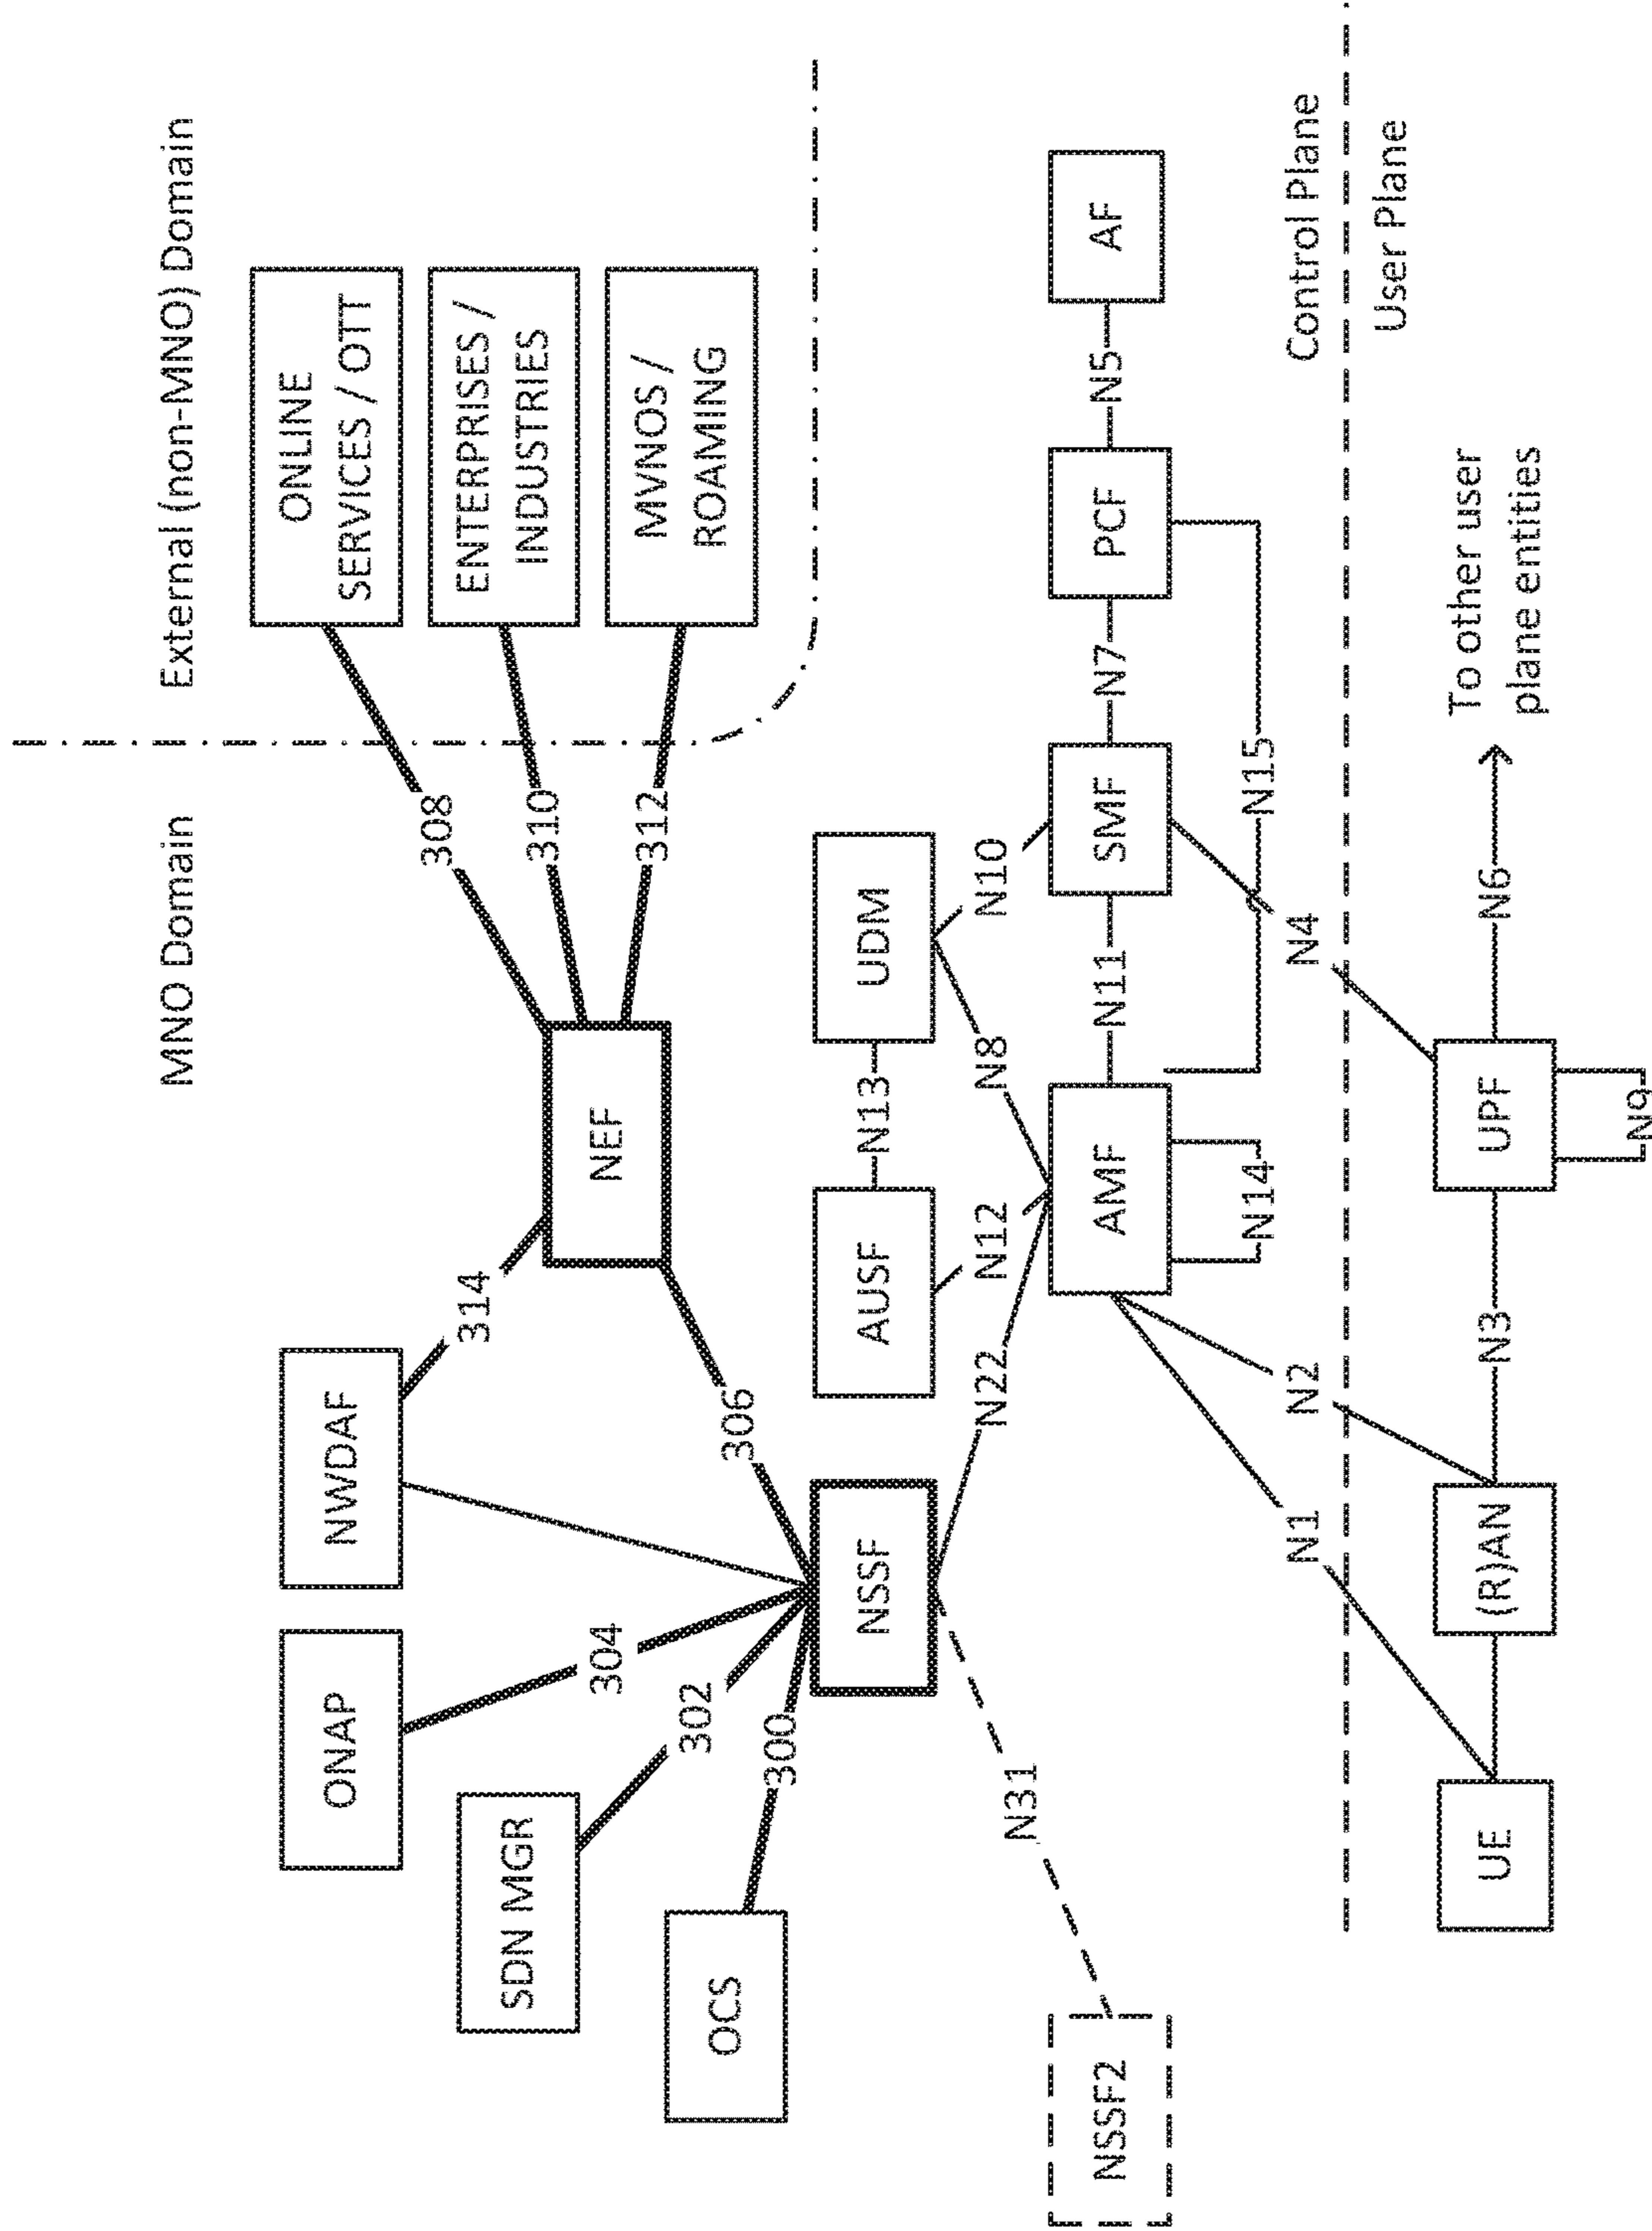 MNO Domain
External (non-MNO) Domain
ONAP
NWDAF
ONLINE
SERVICES / OTT
SDN MGR
314
308
ENTERPRISES /
INDUSTRIES
304
NEF
310
OCS
302
312
MVNOS /
ROAMING
300
306
NSSF
AUSF
N13
UDM
N31
N22
N12
N8
N10
NSSF2
AMF
N11
SMF
N7
PCF
N5
AF
N14
N15
N1
N2
N4
Control Plane
User Plane
UE
(R)AN
N3
UPF
N6
To other user
plane entities
N9